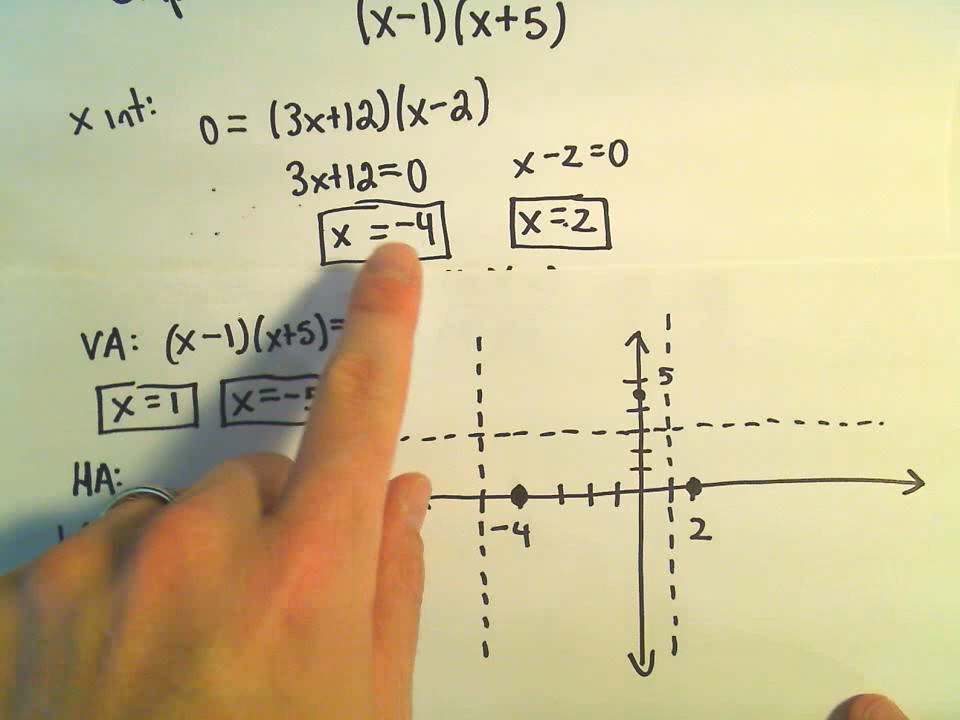 (x-1)(x+5)
x int: 0 = (3x+12)(x-2)
3x+12=0 x-2=0
x = -4 x=2
VA: (x-1)(x+5)=
x=1 x=-5
5
HA:
-4 2